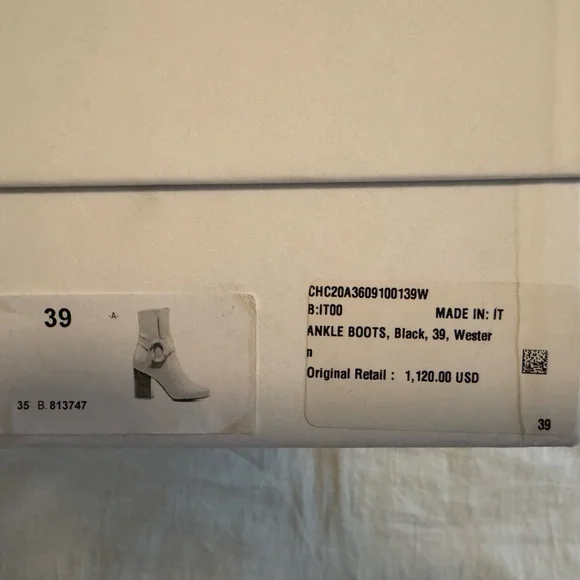 39
-A-
35 B. 813747
CHC20A3609100139W
B:IT00 MADE IN: IT
ANKLE BOOTS, Black, 39, Wester
n
Original Retail : 1,120.00 USD
39